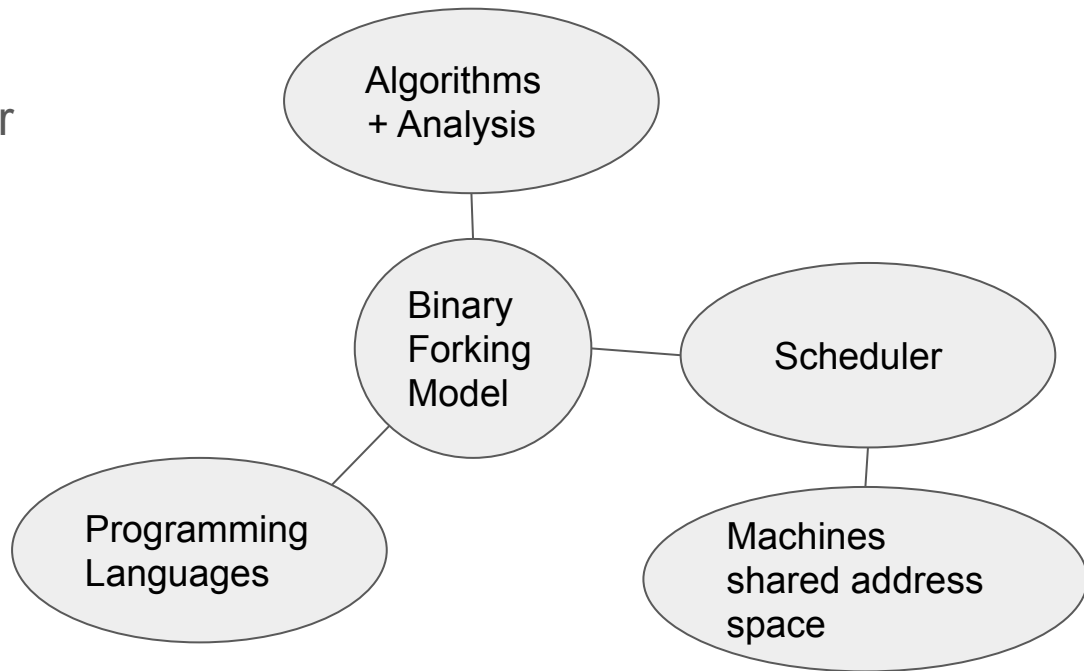 Algorithms
+ Analysis
r
Binary
Forking
Model
Scheduler
Programming
Languages
Machines
shared address
space